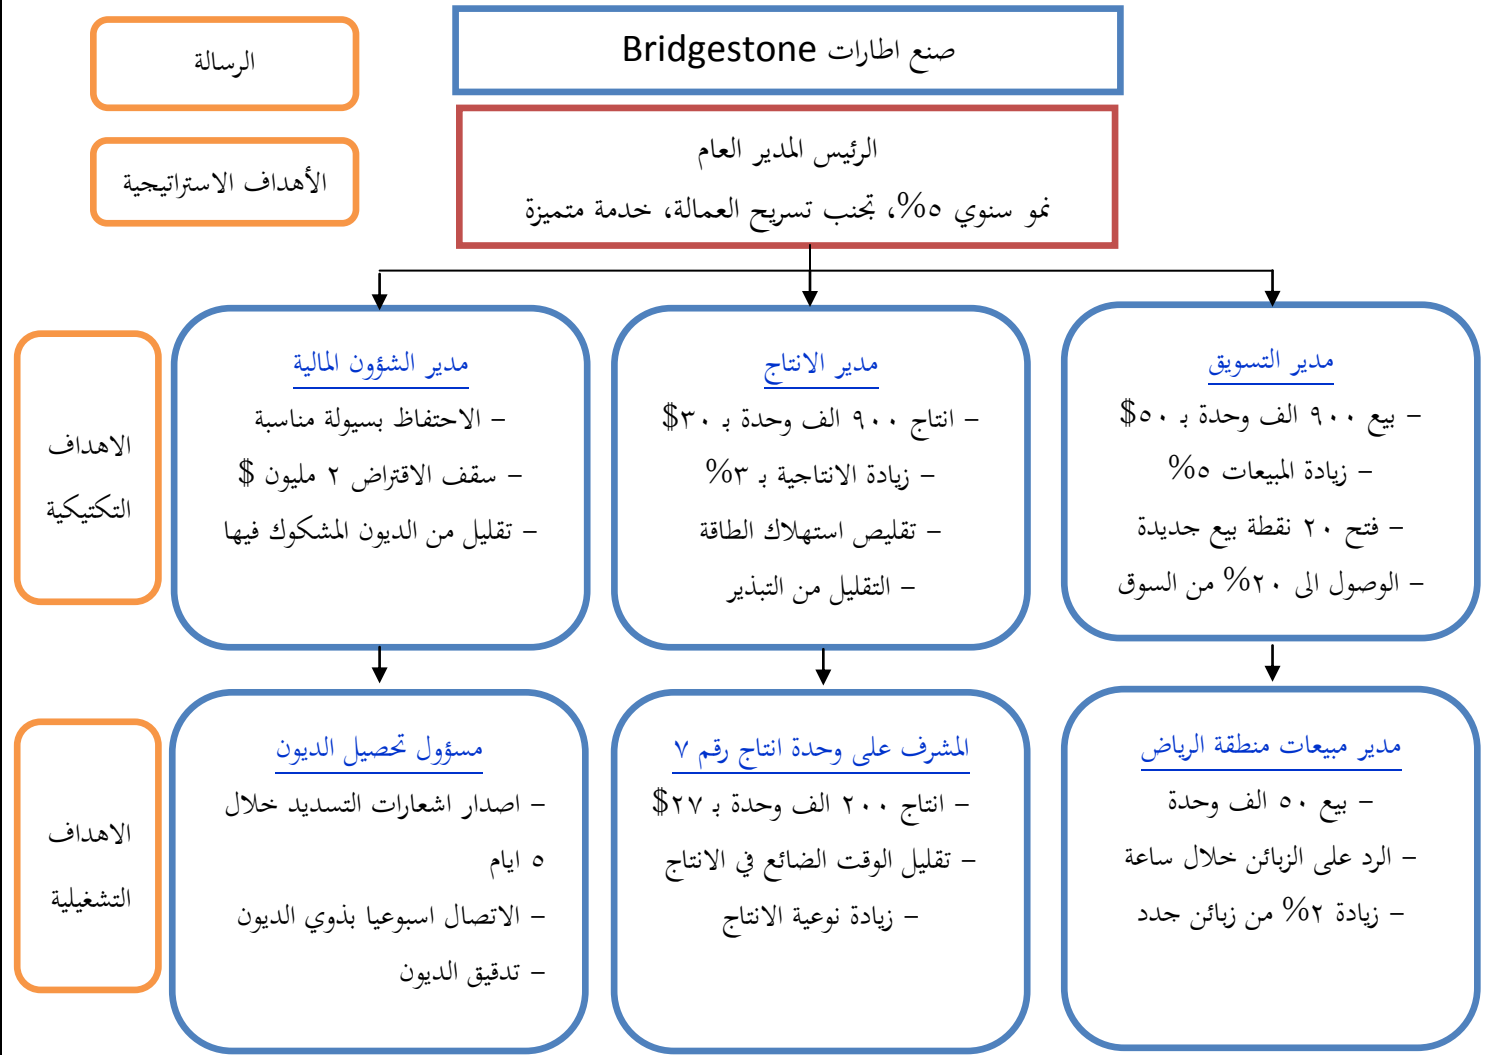 الرسالة
صنع اطارات Bridgestone
الأهداف الاستراتيجية
الرئيس المدير العام
نمو سنوي ٥%، تجنب تسريح العمالة، خدمة متميزة
الاهداف
التكتيكية
مدير التسويق
- بيع ٩٠٠ الف وحدة بـ ٥٠$
- زيادة المبيعات ٥%
- فتح ٢٠ نقطة بيع جديدة
- الوصول الى ٢٠% من السوق
مدير الانتاج
- انتاج ٩٠٠ الف وحدة بـ ٣٠$
- زيادة الانتاجية بـ ٣%
- تقليص استهلاك الطاقة
- التقليل من التبذير
مدير الشؤون المالية
- الاحتفاظ بسيولة مناسبة
- سقف الاقتراض ٢ مليون $
- تقليل من الديون المشكوك فيها
الاهداف
التشغيلية
مدير مبيعات منطقة الرياض
- بيع ٥٠ الف وحدة
- الرد على الزبائن خلال ساعة
- زيادة ٢% من زبائن جدد
المشرف على وحدة انتاج رقم ٧
- انتاج ٢٠٠ الف وحدة بـ ٢٧$
- تقليل الوقت الضائع في الانتاج
- زيادة نوعية الانتاج
مسؤول تحصيل الديون
- اصدار اشعارات التسديد خلال
٥ ايام
- الاتصال اسبوعيا بذوي الديون
- تدقيق الديون